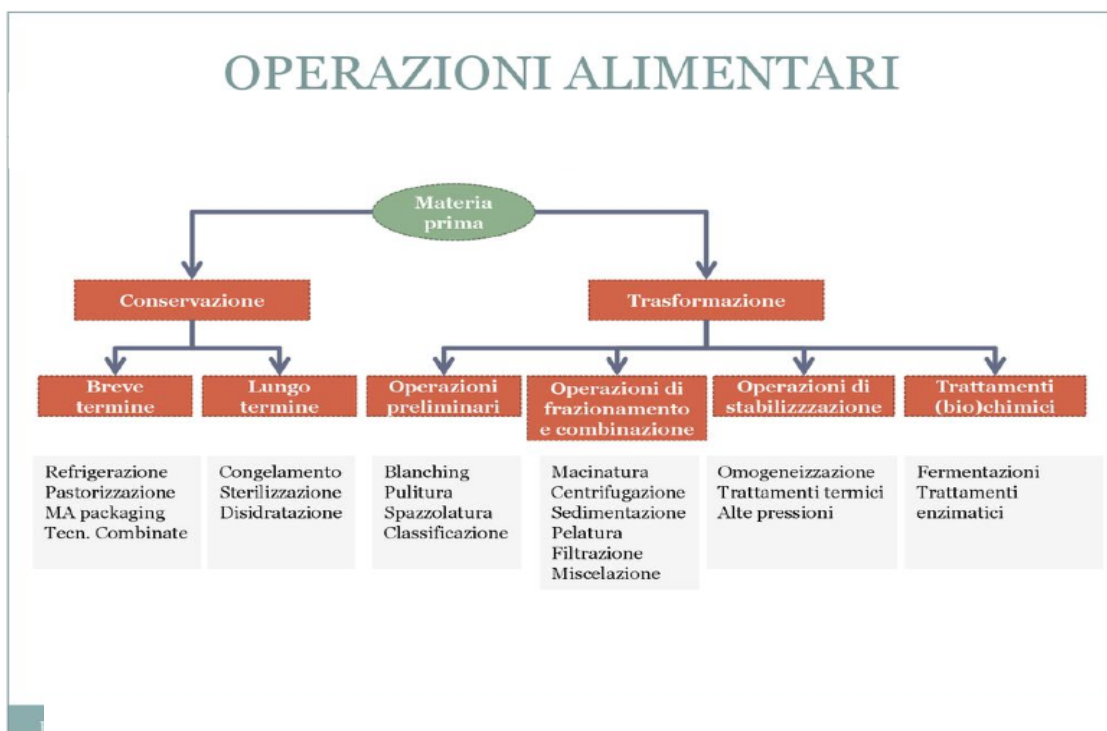 OPERAZIONI ALIMENTARI
Materia
prima
Conservazione
Trasformazione
Breve
termine
Lungo
termine
Operazioni
preliminari
Operazioni di
frazionamento
e combinazione
Operazioni di
stabilizzzazione
Trattamenti
(bio)chimici
Refrigerazione
Pastorizzazione
MA packaging
Tecn. Combinate
Congelamento
Sterilizzazione
Disidratazione
Blanching
Pulitura
Spazzolatura
Classificazione
Macinatura
Centrifugazione
Sedimentazione
Pelatura
Filtrazione
Miscelazione
Omogeneizzazione
Trattamenti termici
Alte pressioni
Fermentazioni
Trattamenti
enzimatici